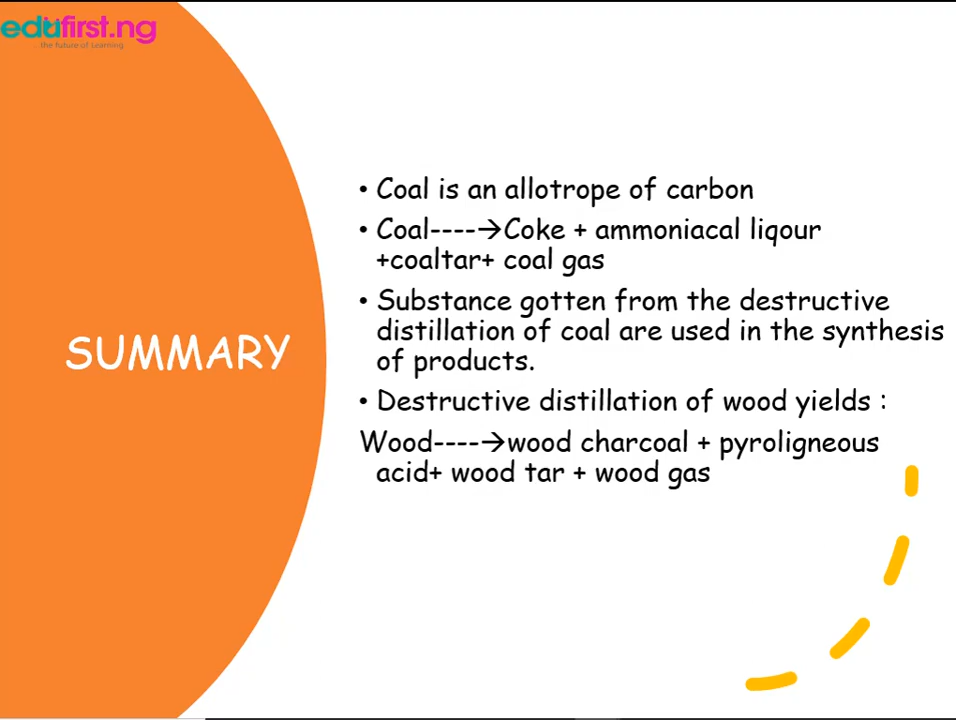 edufirst.ng
the future of Learning
• Coal is an allotrope of carbon
• Coal----→Coke + ammoniacal liqour
+coaltar+ coal gas
• Substance gotten from the destructive
distillation of coal are used in the synthesis
of products.
SUMMARY
• Destructive distillation of wood yields :
Wood----→wood charcoal + pyroligneous
acid+ wood tar + wood gas